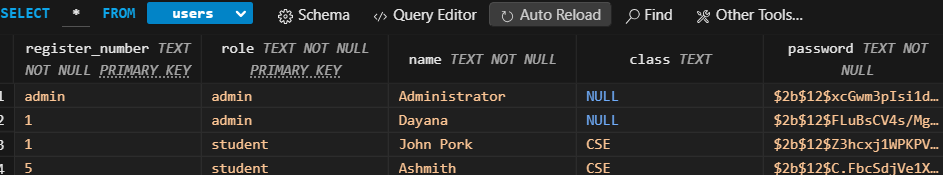 SELECT * FROM users Schema </> Query Editor Auto Reload Find Other Tools...
register_number TEXT NOT NULL PRIMARY KEY role TEXT NOT NULL PRIMARY KEY name TEXT NOT NULL class TEXT password TEXT NOT NULL
1 admin admin Administrator NULL $2b$12$xcGwm3pIsi1d…
2 1 admin Dayana NULL $2b$12$FLuBsCV4s/Mg…
3 1 student John Pork CSE $2b$12$Z3hcxj1WPKPV…
4 5 student Ashmith CSE $2b$12$C.FbcSdjVe1X…